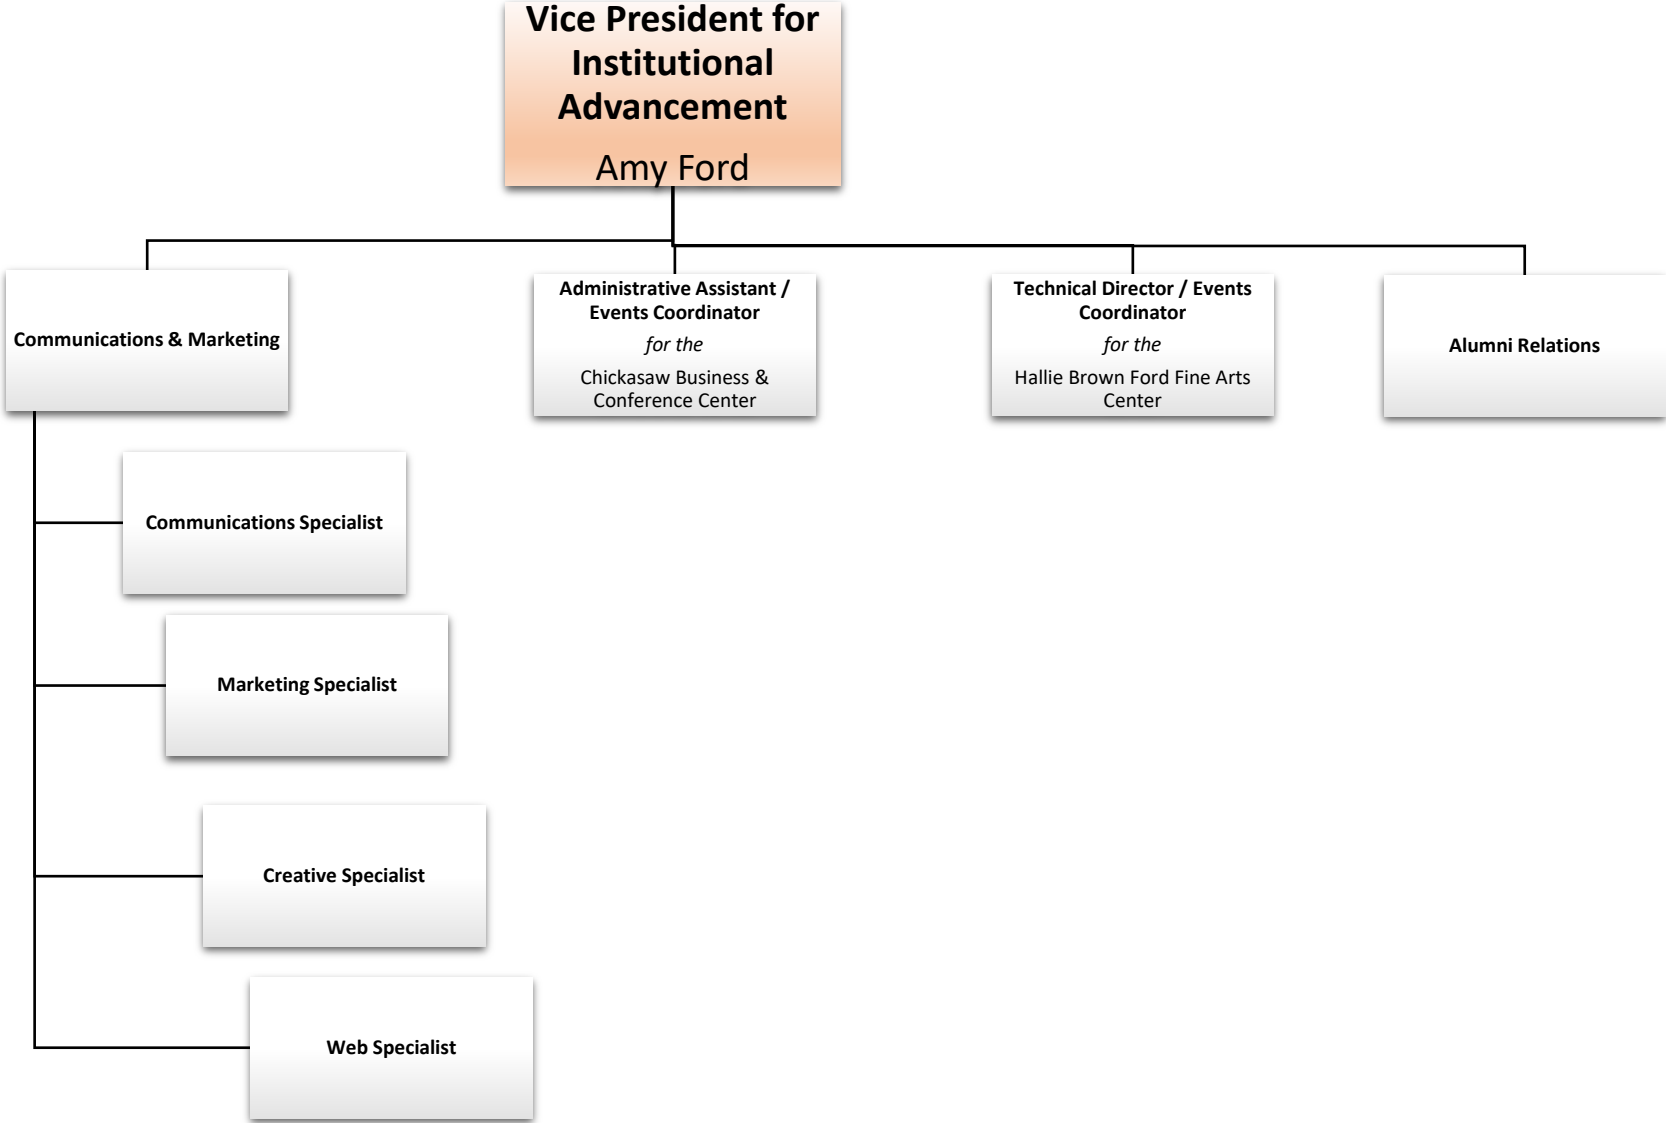 Vice President for
Institutional
Advancement
Amy Ford
Communications & Marketing
Administrative Assistant /
Events Coordinator
for the
Chickasaw Business &
Conference Center
Technical Director / Events
Coordinator
for the
Hallie Brown Ford Fine Arts
Center
Alumni Relations
Communications Specialist
Marketing Specialist
Creative Specialist
Web Specialist